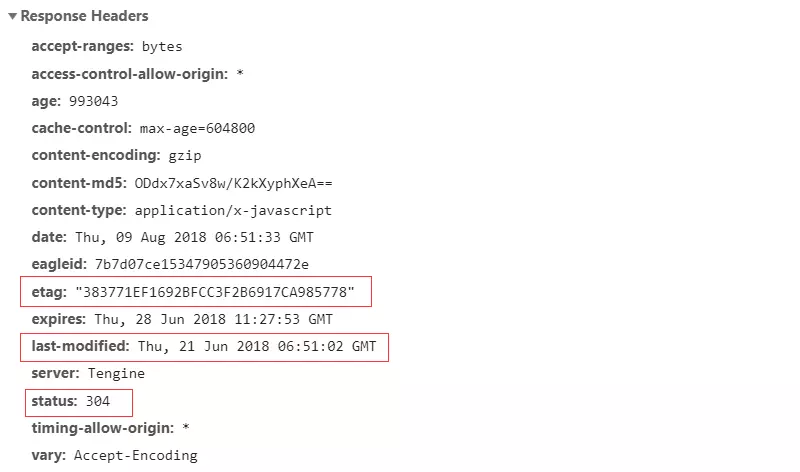 Response Headers
accept-ranges: bytes
access-control-allow-origin: *
age: 993043
cache-control: max-age=604800
content-encoding: gzip
content-md5: ODdx7xaSv8w/K2kXyphXeA==
content-type: application/x-javascript
date: Thu, 09 Aug 2018 06:51:33 GMT
eagleid: 7b7d07ce15347905360904472e
etag: "383771EF1692BFCC3F2B6917CA985778"
expires: Thu, 28 Jun 2018 11:27:53 GMT
last-modified: Thu, 21 Jun 2018 06:51:02 GMT
server: Tengine
status: 304
timing-allow-origin: *
vary: Accept-Encoding